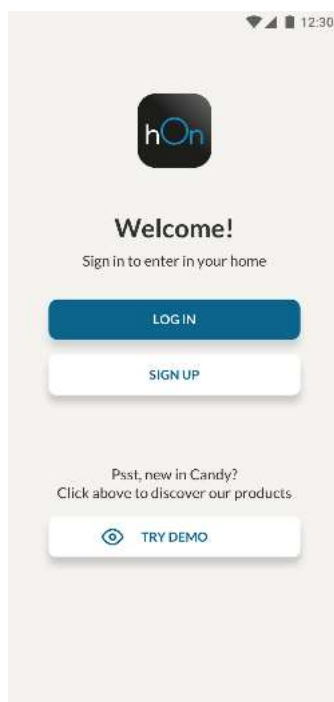 12:30
hOn
Welcome!
Sign in to enter in your home
LOG IN
SIGN UP
Psst, new in Candy?
Click above to discover our products
TRY DEMO